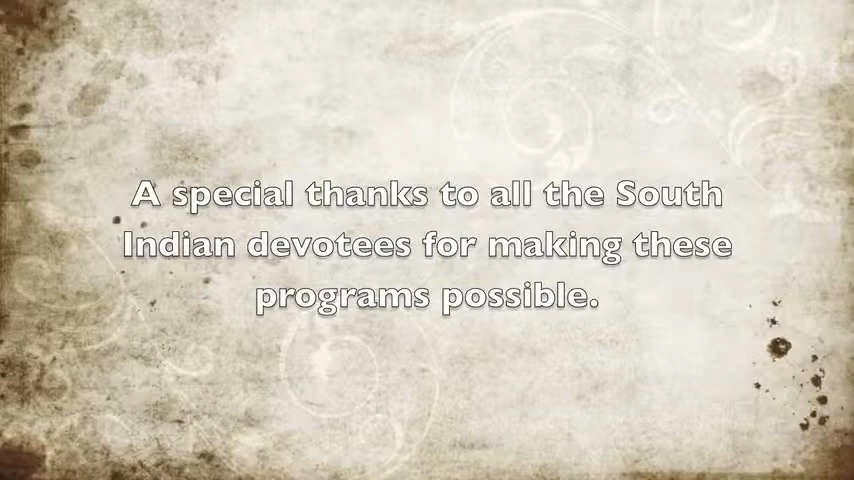 A special thanks to all the South
Indian devotees for making these
programs possible.